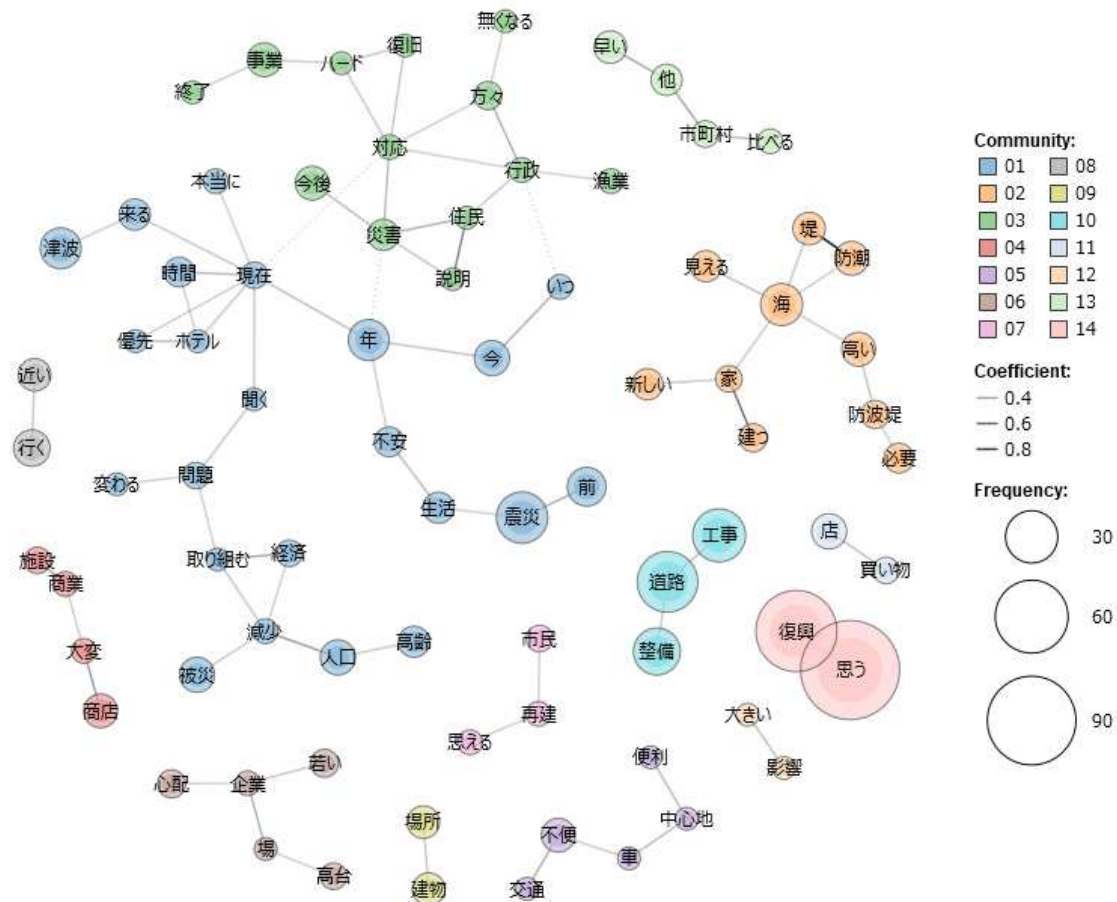 無くなる
復旧
ハード
事業
終了
方々
早い
他
市町村
比べる
対応
行政
漁業
今後
本当に
住民
災害
説明
来る
津波
時間
現在
いつ
優先
ホテル
年
今
堤
防潮
見える
海
高い
家
新しい
建つ
防波堤
必要
近い
行く
聞く
不安
問題
変わる
生活
震災
前
工事
道路
整備
店
買い物
取り組む
経済
施設
商業
大変
商店
減少
人口
高齢
被災
市民
再建
思える
復興
思う
大きい
影響
心配
企業
若い
場
高台
場所
建物
便利
中心地
不便
車
交通
Community:
01 08
02 09
03 10
04 11
05 12
06 13
07 14
Coefficient:
0.4
0.6
0.8
Frequency:
30
60
90